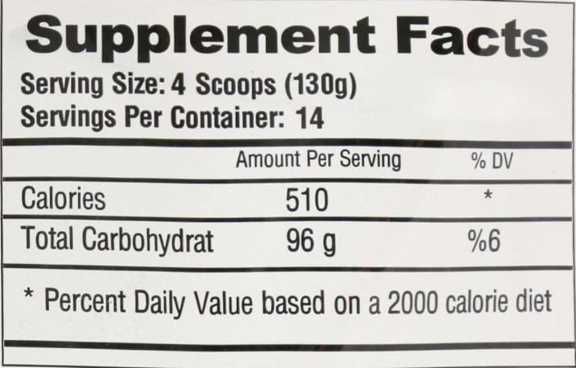 Supplement Facts
Serving Size: 4 Scoops (130g)
Servings Per Container: 14
Amount Per Serving % DV
Calories 510 *
Total Carbohydrat 96 g %6
* Percent Daily Value based on a 2000 calorie diet